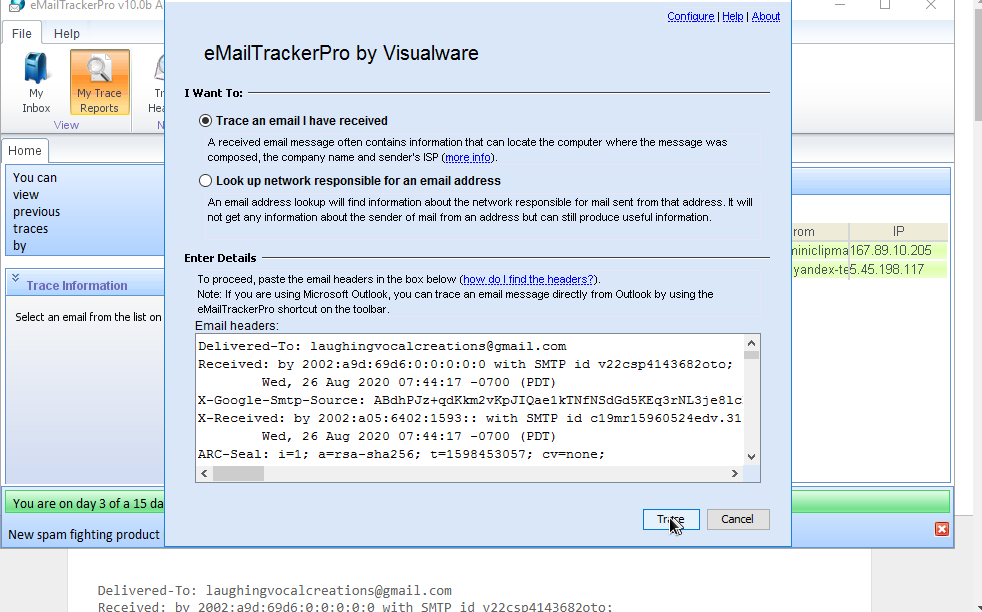 eMailTrackerPro v10.0b A
Configure | Help | About
File Help
eMailTrackerPro by Visualware
My Inbox
My Trace Reports
View
I Want To:
Trace an email I have received
A received email message often contains information that can locate the computer where the message was
composed, the company name and sender's ISP (more info).
Look up network responsible for an email address
An email address lookup will find information about the network responsible for mail sent from that address. It will
not get any information about the sender of mail from an address but can still produce useful information.
Home
You can
view
previous
traces
by
Trace Information
Select an email from the list on
Enter Details
To proceed, paste the email headers in the box below (how do I find the headers?).
Note: If you are using Microsoft Outlook, you can trace an email message directly from Outlook by using the
eMailTrackerPro shortcut on the toolbar.
Email headers:
Delivered-To: laughingvocalcreations@gmail.com
Received: by 2002:a9d:69d6:0:0:0:0:0 with SMTP id v22csp4143682oto;
Wed, 26 Aug 2020 07:44:17 -0700 (PDT)
X-Google-Smtp-Source: ABdhPJz+qdKkm2vKpJIQae1kTNfNSdGd5KEq3rNL3je8lc
X-Received: by 2002:a05:6402:1593:: with SMTP id c19mr15960524edv.31
Wed, 26 Aug 2020 07:44:17 -0700 (PDT)
ARC-Seal: i=1; a=rsa-sha256; t=1598453057; cv=none;
rom IP
miniclipma 167.89.10.205
yandex-te 5.45.198.117
Trace Cancel
You are on day 3 of a 15 da
New spam fighting product
Delivered-To: laughingvocalcreations@gmail.com
Received: by 2002:a9d:69d6:0:0:0:0:0 with SMTP id v22csp4143682oto;